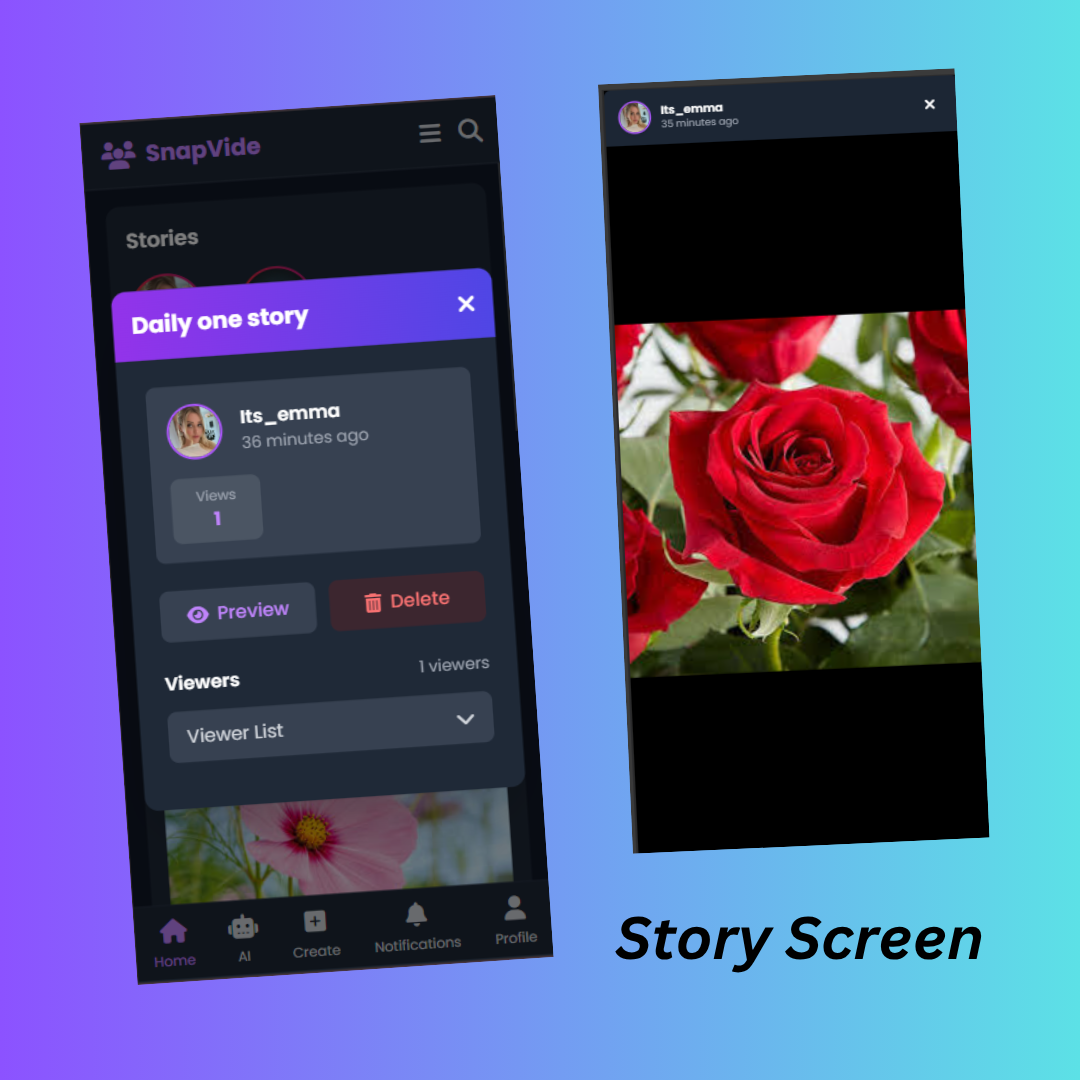 SnapVide
Stories
Daily one story
Its_emma
36 minutes ago
Views
1
Preview
Delete
Viewers
1 viewers
Viewer List
Home
AI
Create
Notifications
Profile
Its_emma
35 minutes ago
Story Screen